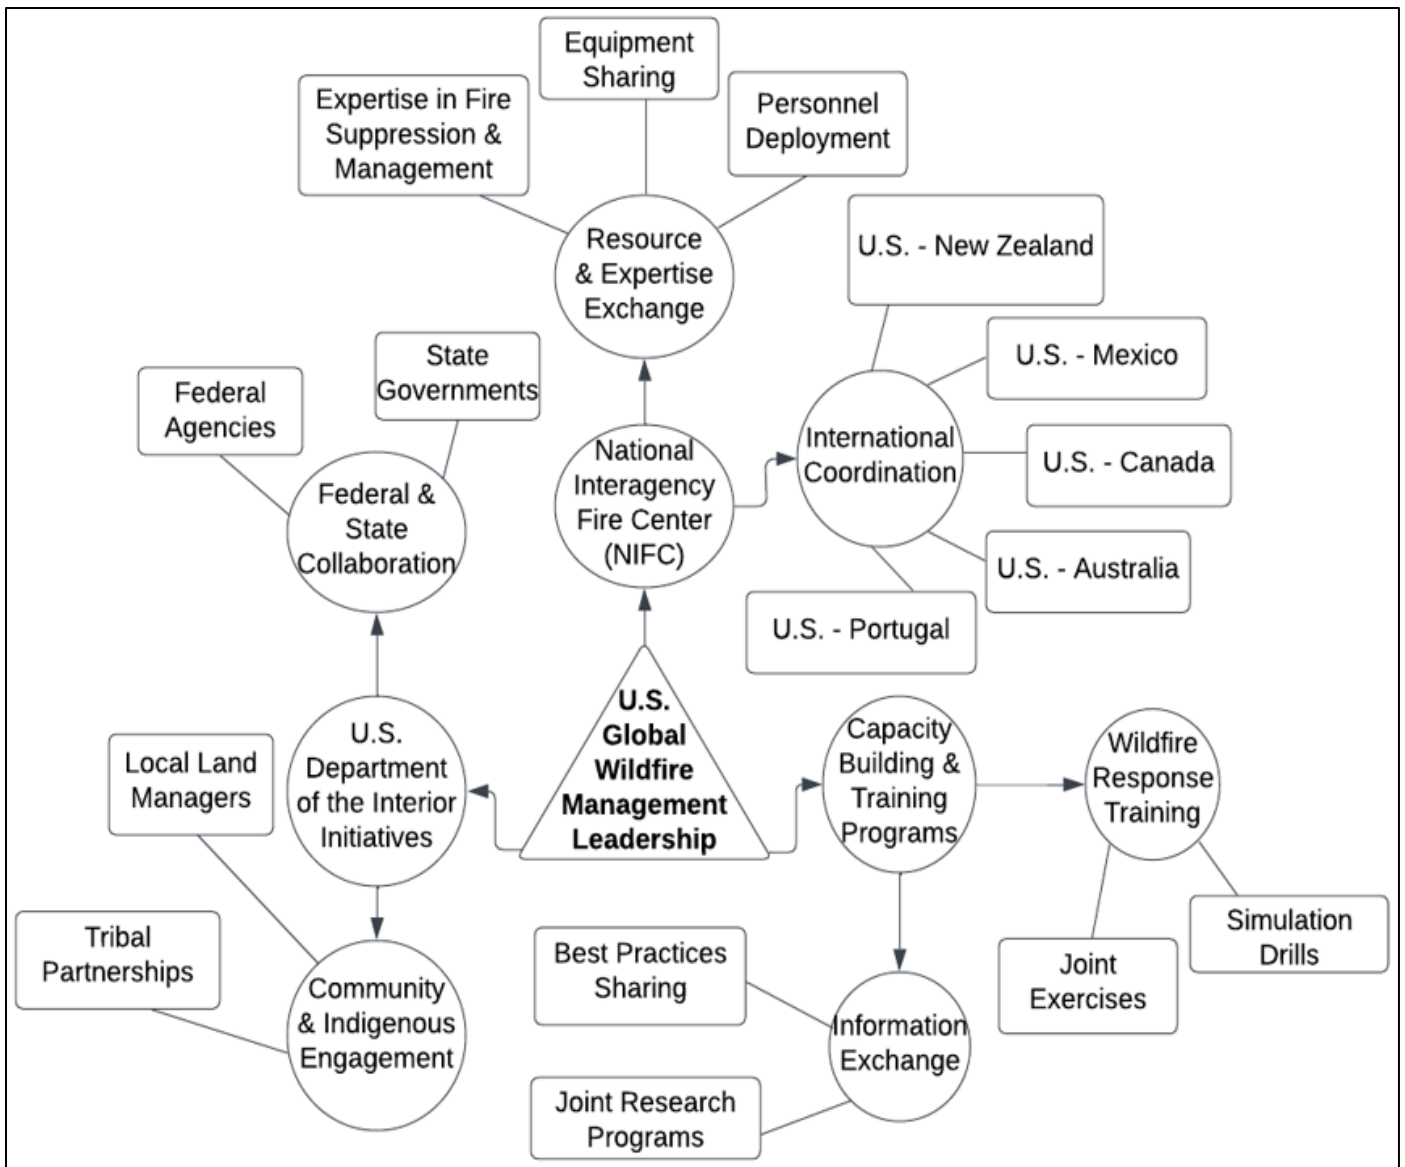 Equipment
Sharing
Expertise in Fire
Suppression &
Management
Personnel
Deployment
Resource
& Expertise
Exchange
U.S. - New Zealand
U.S. - Mexico
State
Governments
Federal
Agencies
International
Coordination
U.S. - Canada
National
Interagency
Fire Center
(NIFC)
Federal &
State
Collaboration
U.S. - Australia
U.S. - Portugal
U.S.
Global
Wildfire
Management
Leadership
U.S.
Department
of the Interior
Initiatives
Local Land
Managers
Capacity
Building &
Training
Programs
Wildfire
Response
Training
Tribal
Partnerships
Community
& Indigenous
Engagement
Best Practices
Sharing
Information
Exchange
Joint
Exercises
Simulation
Drills
Joint Research
Programs